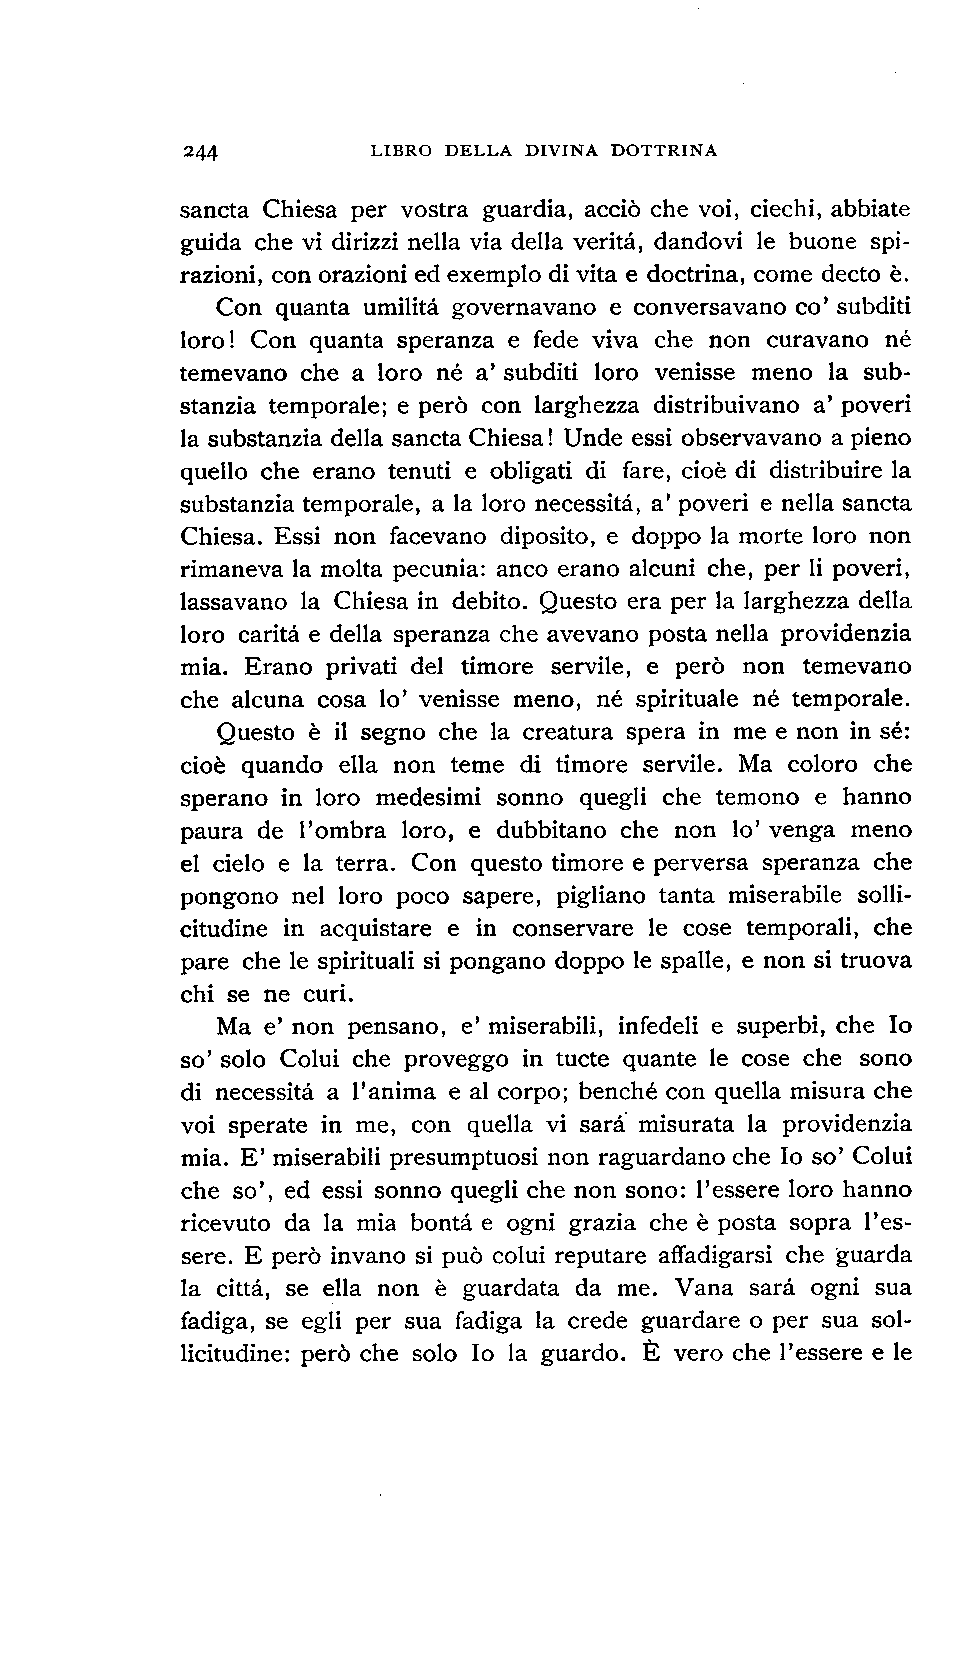 244 LIBRO DELLA DIVINA DOTTRINA
sancta Chiesa per vostra guardia, acciò che voi, ciechi, abbiate
guida che vi dirizzi nella via della veritá, dandovi le buone spi-
razioni, con orazioni ed exemplo di vita e doctrina, come decto è.
Con quanta umilitá governavano e conversavano co' subditi
loro! Con quanta speranza e fede viva che non curavano né
temevano che a loro né a' subditi loro venisse meno la sub-
stanzia temporale; e però con larghezza distribuivano a' poveri
la substanzia della sancta Chiesa! Unde essi observavano a pieno
quello che erano tenuti e obligati di fare, cioè di distribuire la
substanzia temporale, a la loro necessitá, a' poveri e nella sancta
Chiesa. Essi non facevano diposito, e doppo la morte loro non
rimaneva la molta pecunia: anco erano alcuni che, per li poveri,
lassavano la Chiesa in debito. Questo era per la larghezza della
loro caritá e della speranza che avevano posta nella providenzia
mia. Erano privati del timore servile, e però non temevano
che alcuna cosa lo' venisse meno, né spirituale né temporale.
Questo è il segno che la creatura spera in me e non in sé:
cioè quando ella non teme di timore servile. Ma coloro che
sperano in loro medesimi sonno quegli che temono e hanno
paura de l'ombra loro, e dubbitano che non lo' venga meno
el cielo e la terra. Con questo timore e perversa speranza che
pongono nel loro poco sapere, pigliano tanta miserabile solli-
citudine in acquistare e in conservare le cose temporali, che
pare che le spirituali si pongano doppo le spalle, e non si truova
chi se ne curi.
Ma e' non pensano, e' miserabili, infedeli e superbi, che Io
so' solo Colui che proveggo in tucte quante le cose che sono
di necessitá a l'anima e al corpo; benché con quella misura che
voi sperate in me, con quella vi sará misurata la providenzia
mia. E' miserabili presumptuosi non raguardano che Io so' Colui
che so', ed essi sonno quegli che non sono: l'essere loro hanno
ricevuto da la mia bontá e ogni grazia che è posta sopra l'es-
sere. E però invano si può colui reputare affadigarsi che guarda
la cittá, se ella non è guardata da me. Vana sará ogni sua
fadiga, se egli per sua fadiga la crede guardare o per sua sol-
licitudine: però che solo Io la guardo. È vero che l'essere e le